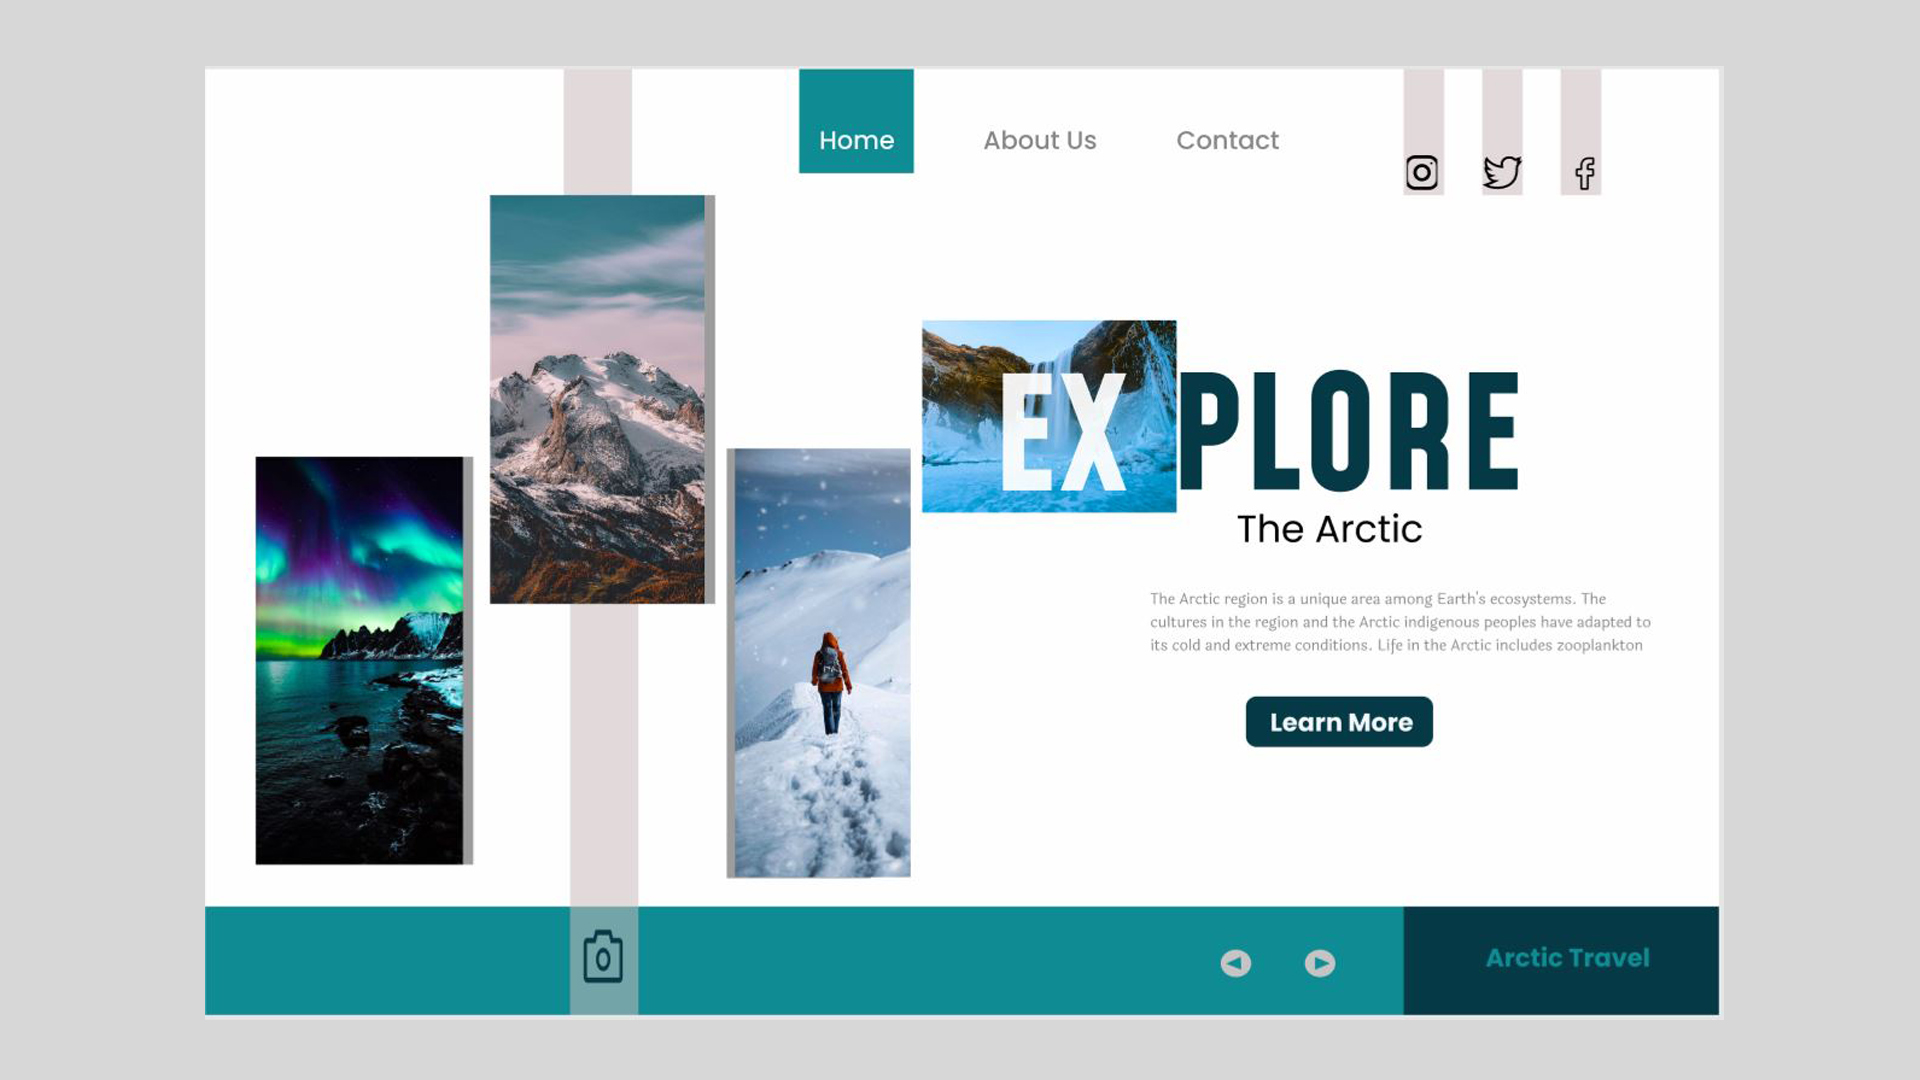 Home
About Us
Contact
EXPLORE
The Arctic
The Arctic region is a unique area among Earth's ecosystems. The
cultures in the region and the Arctic indigenous peoples have adapted to
its cold and extreme conditions. Life in the Arctic includes zooplankton
Learn More
Arctic Travel